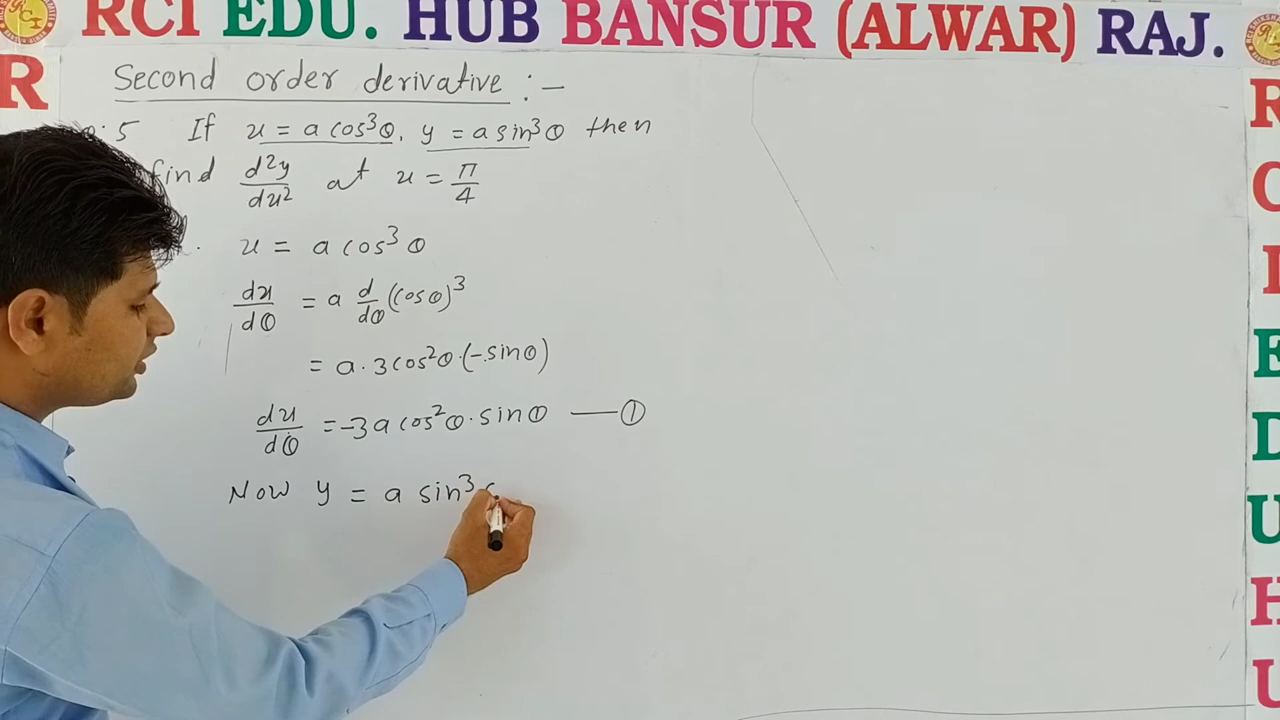 RCI EDU. HUB BANSUR (ALWAR) RAJ.
Second order derivative :-
5 If x = a cos³θ, y = a sin³θ then
find d²y/dx² at x = π/4
x = a cos³θ
dx/dθ = a d/dθ (cosθ)³
= a · 3cos²θ · (-sinθ)
dx/dθ = -3a cos²θ · sinθ —— ①
Now y = a sin³
R
R
C
I
E
D
U
H
U